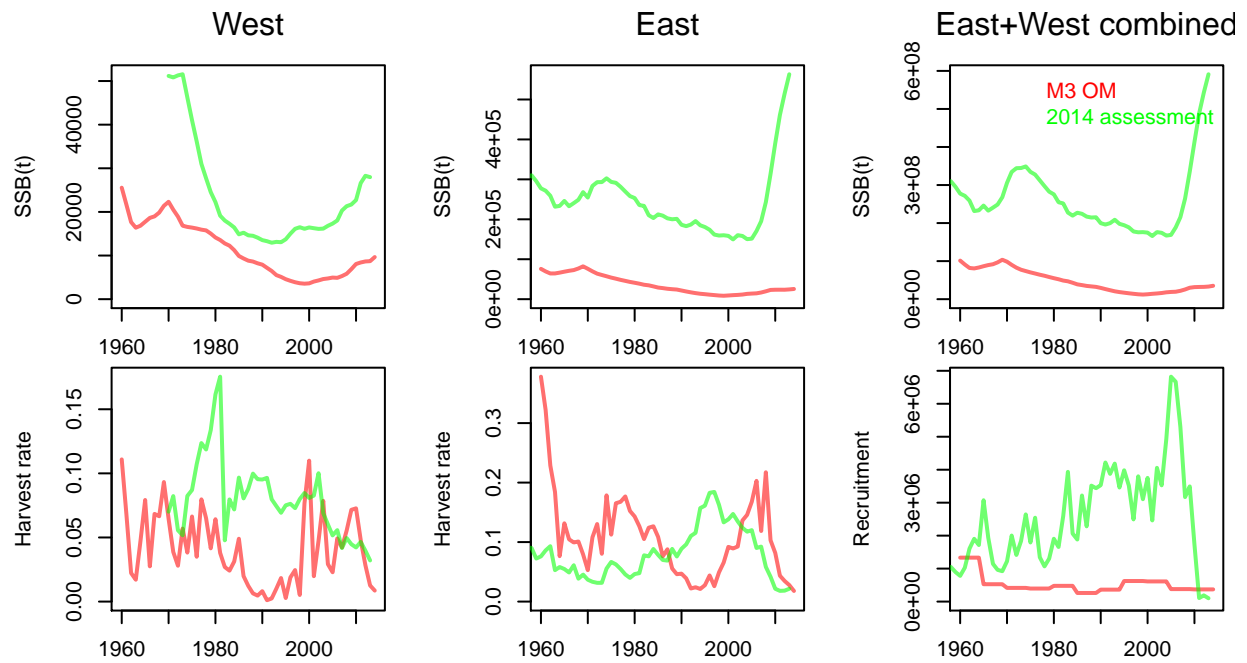 West
East
East+West combined
SSB(t)
0
10000
20000
40000
1960
1980
2000
SSB(t)
0e+00
2e+05
4e+05
1960
1980
2000
SSB(t)
0e+00
3e+08
6e+08
M3 OM
2014 assessment
1960
1980
2000
Harvest rate
0.00
0.05
0.10
0.15
1960
1980
2000
Harvest rate
0.0
0.1
0.2
0.3
1960
1980
2000
Recruitment
0e+00
3e+06
6e+06
1960
1980
2000